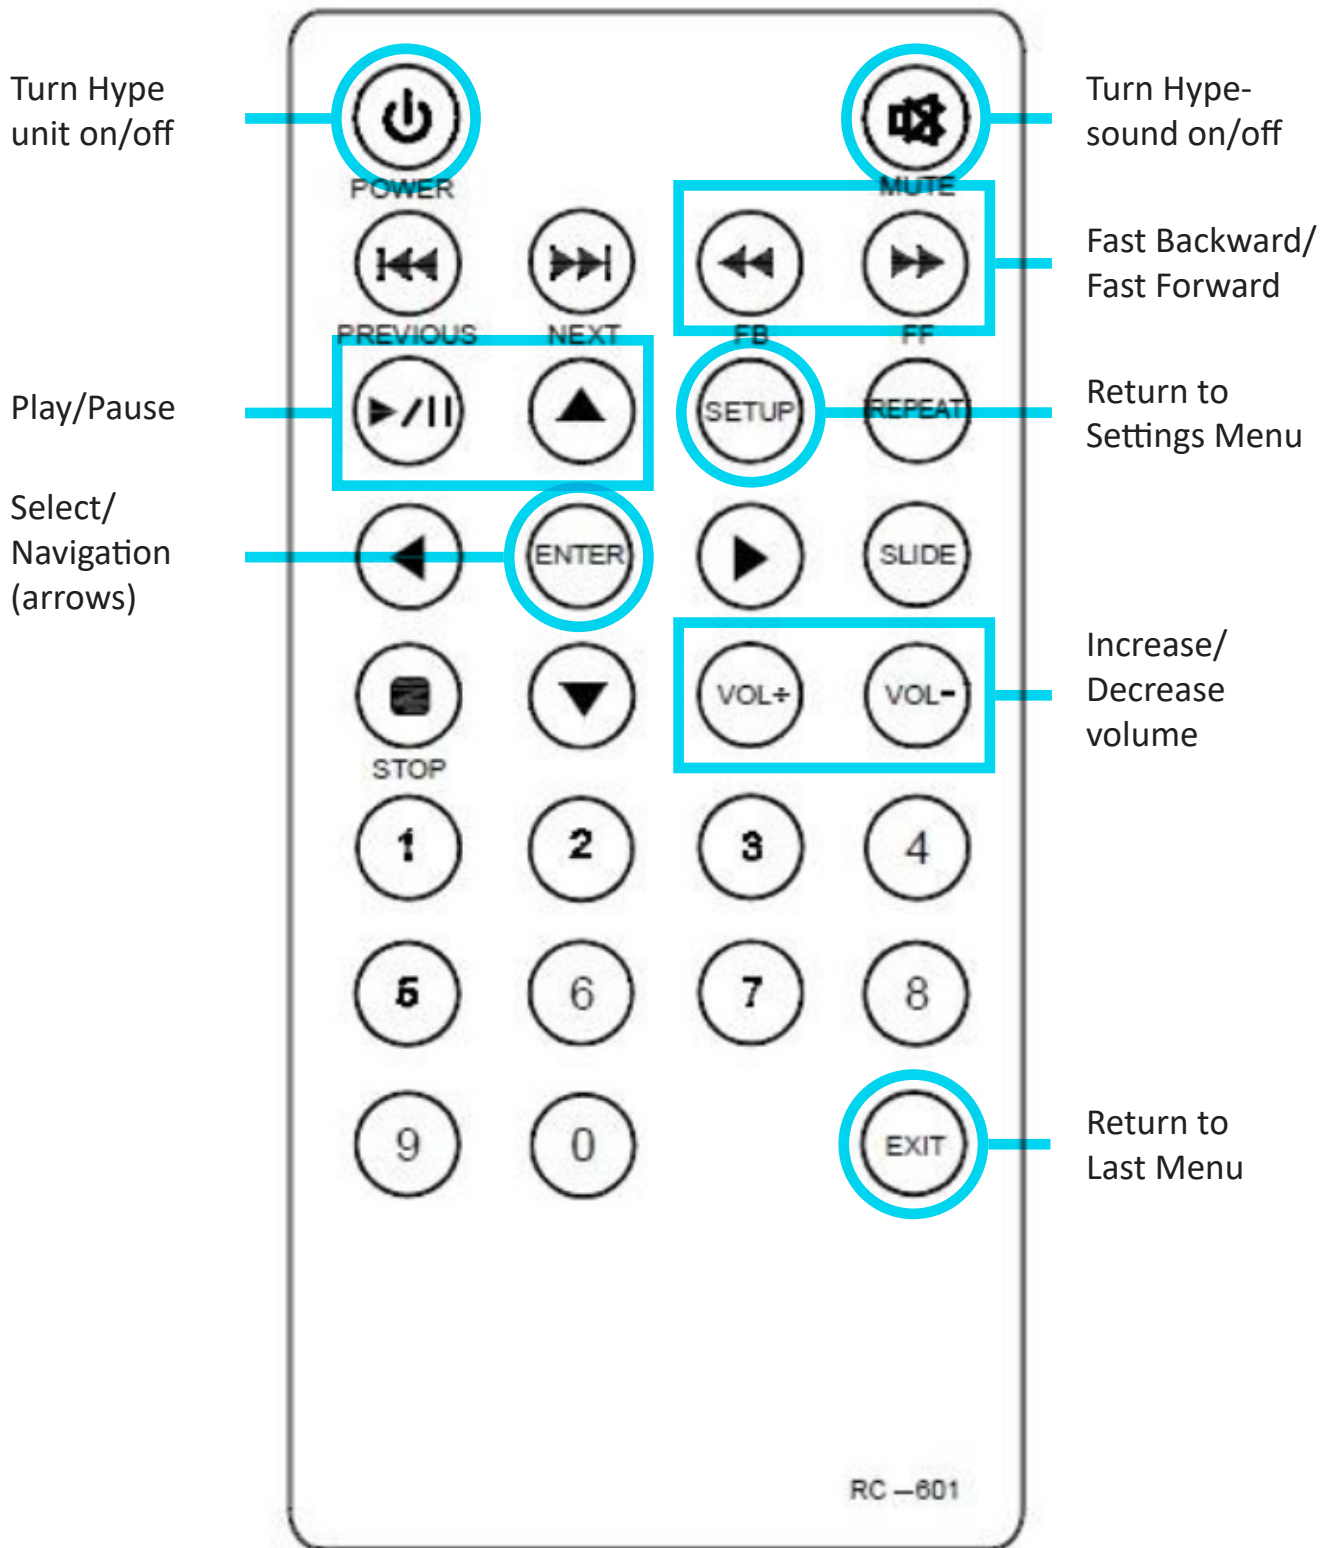 Turn Hype
unit on/off
Turn Hype-
sound on/off
POWER
MUTE
Fast Backward/
Fast Forward
PREVIOUS NEXT FB FF
Play/Pause
SETUP REPEAT
Return to
Settings Menu
Select/
Navigation
(arrows)
ENTER SLIDE
VOL+ VOL-
Increase/
Decrease
volume
STOP
1 2 3 4
5 6 7 8
9 0 EXIT
Return to
Last Menu
RC-601